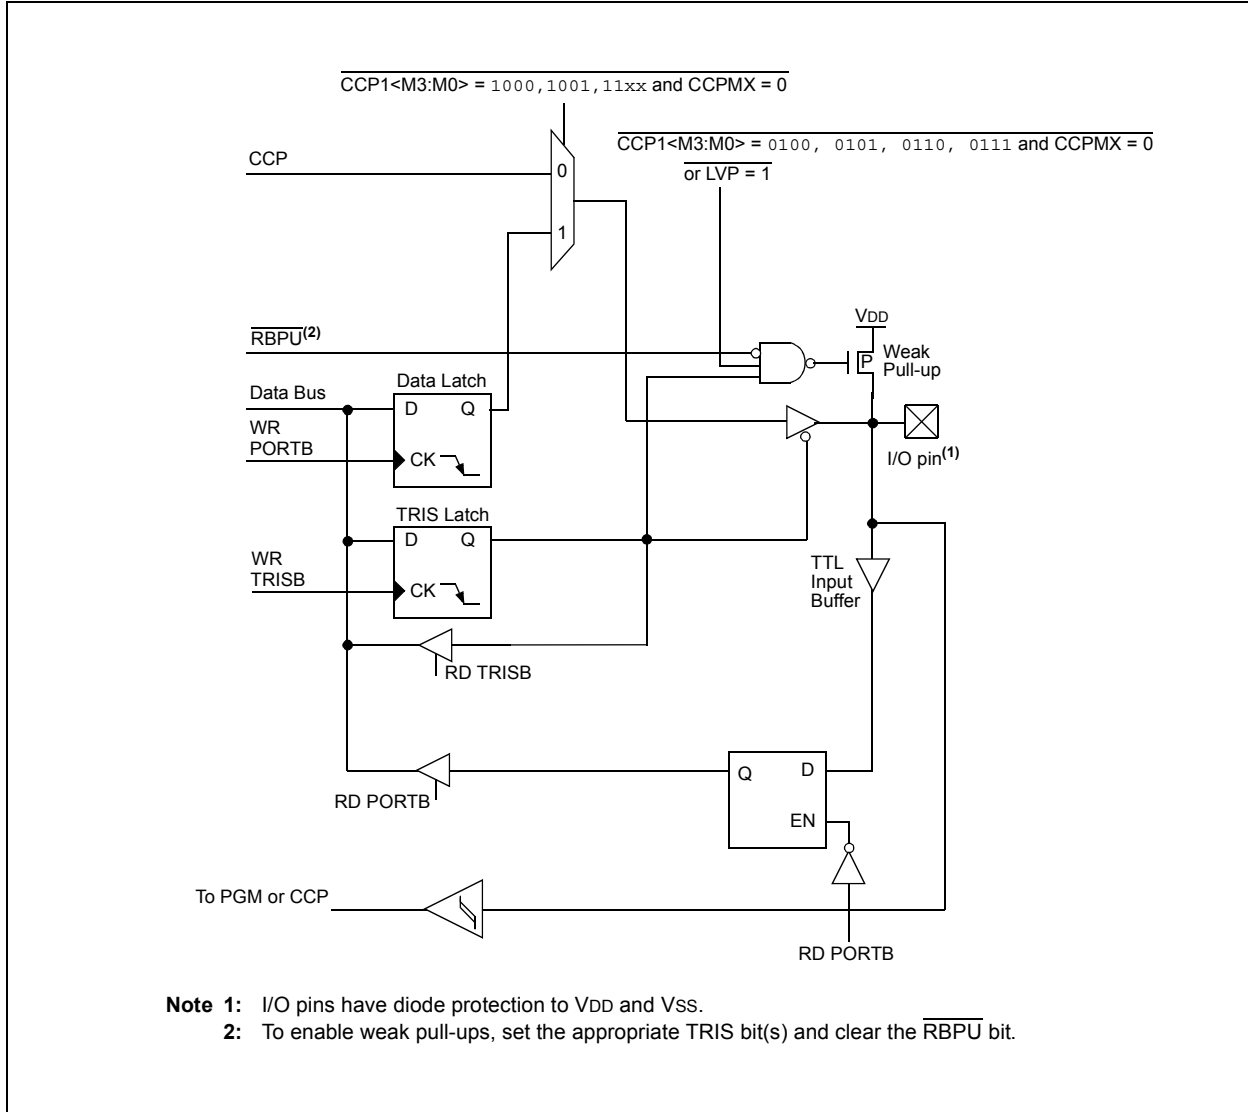 CCP1<M3:M0> = 1000,1001,11xx and CCPMX = 0
CCP1<M3:M0> = 0100, 0101, 0110, 0111 and CCPMX = 0
or LVP = 1
CCP
0
1
RBPU(2)
VDD
P
Weak
Pull-up
Data Bus
Data Latch
D Q
WR
PORTB
CK
I/O pin(1)
TRIS Latch
D Q
WR
TRISB
CK
TTL
Input
Buffer
RD TRISB
Q D
EN
RD PORTB
To PGM or CCP
RD PORTB
Note 1: I/O pins have diode protection to VDD and VSS.
2: To enable weak pull-ups, set the appropriate TRIS bit(s) and clear the RBPU bit.